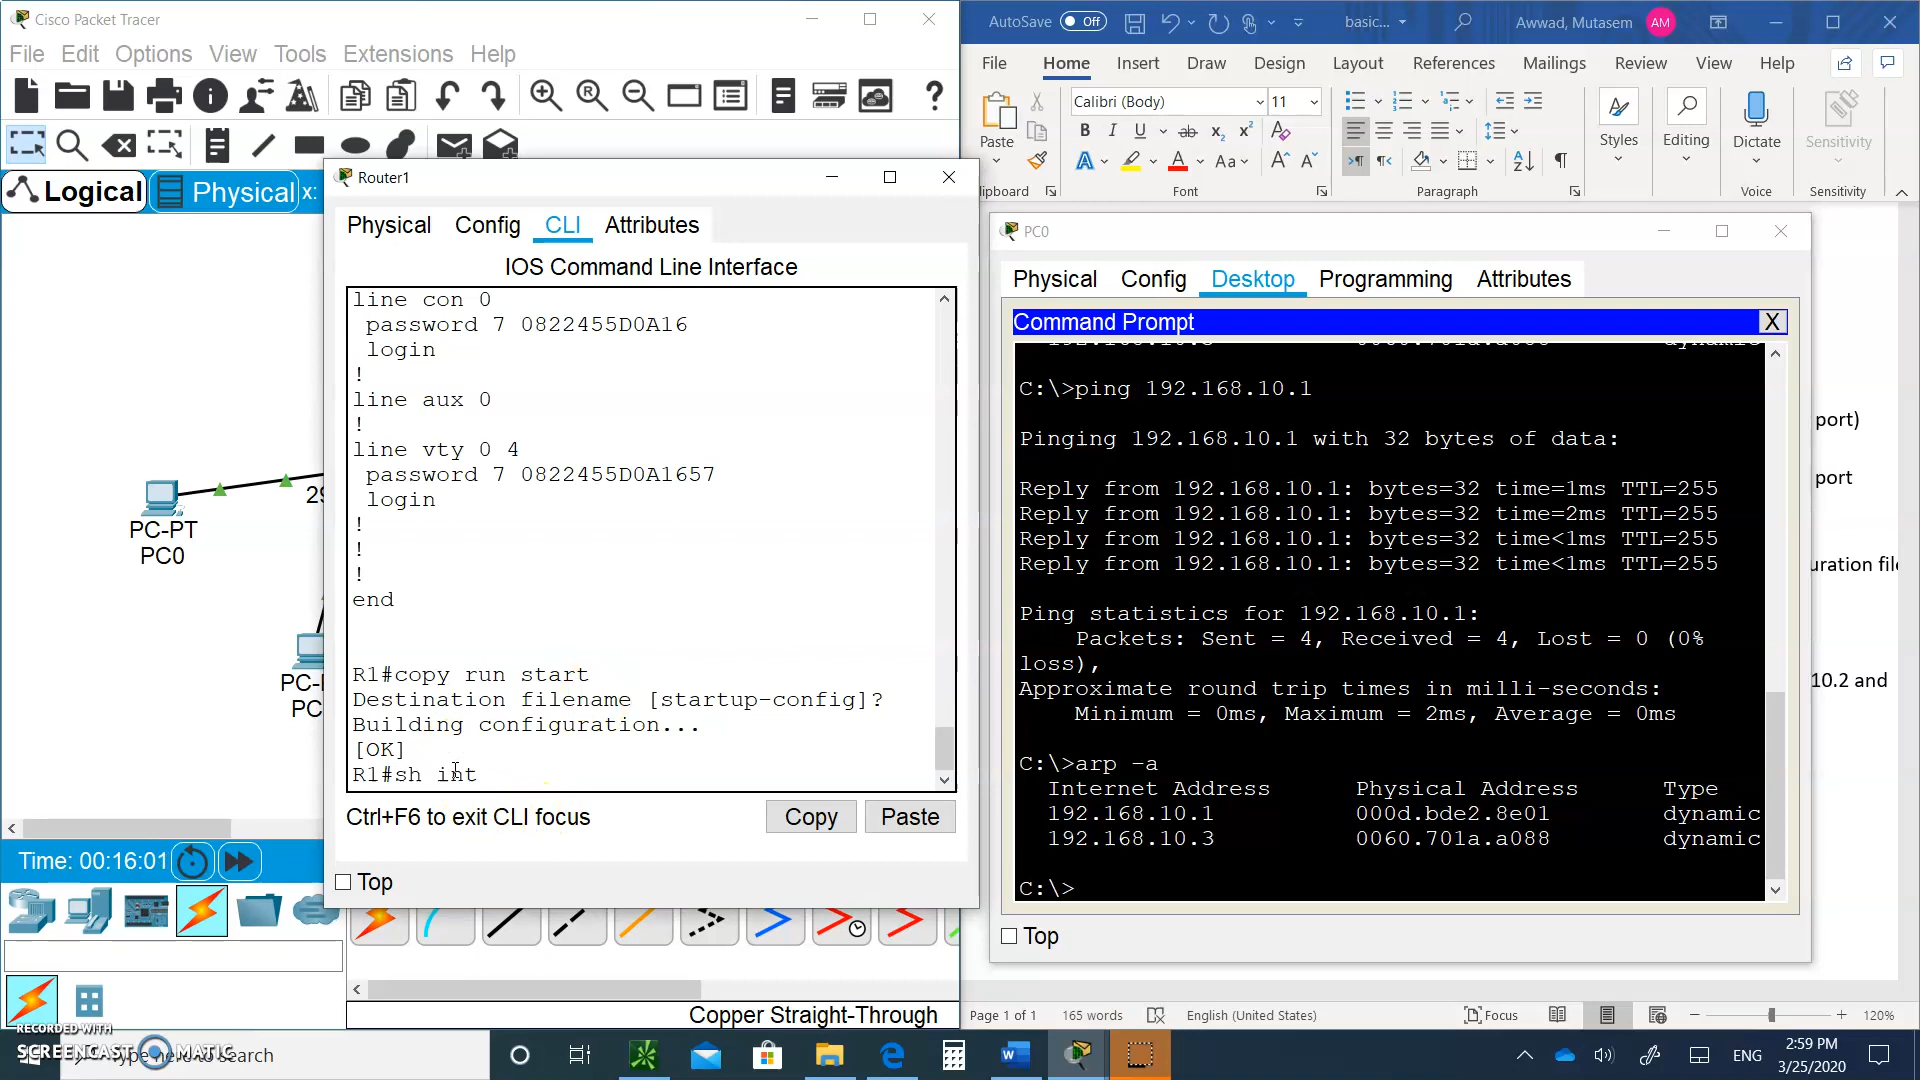 Cisco Packet Tracer
File Edit Options View Tools Extensions Help
Logical
Physical
x:
PC-PT
PC0
29
PC-
PC
Time: 00:16:01
Copper Straight-Through
Router1
Physical Config CLI Attributes
IOS Command Line Interface
line con 0
password 7 0822455D0A16
login
!
line aux 0
!
line vty 0 4
password 7 0822455D0A1657
login
!
!
!
end
R1#copy run start
Destination filename [startup-config]?
Building configuration...
[OK]
R1#sh int
Ctrl+F6 to exit CLI focus
Copy
Paste
Top
AutoSave Off
basic...
Awwad, Mutasem
AM
File Home Insert Draw Design Layout References Mailings Review View Help
Paste
Calibri (Body)
11
Styles
Editing
Dictate
Sensitivity
lipboard
Font
Paragraph
Voice
Sensitivity
PC0
Physical Config Desktop Programming Attributes
Command Prompt
X
C:\>ping 192.168.10.1
Pinging 192.168.10.1 with 32 bytes of data:
Reply from 192.168.10.1: bytes=32 time=1ms TTL=255
Reply from 192.168.10.1: bytes=32 time=2ms TTL=255
Reply from 192.168.10.1: bytes=32 time<1ms TTL=255
Reply from 192.168.10.1: bytes=32 time<1ms TTL=255
Ping statistics for 192.168.10.1:
Packets: Sent = 4, Received = 4, Lost = 0 (0%
loss),
Approximate round trip times in milli-seconds:
Minimum = 0ms, Maximum = 2ms, Average = 0ms
C:\>arp -a
Internet Address Physical Address Type
192.168.10.1 000d.bde2.8e01 dynamic
192.168.10.3 0060.701a.a088 dynamic
C:\>
Top
port)
port
uration file
10.2 and
Page 1 of 1
165 words
English (United States)
Focus
120%
RECORDED WITH
SCREENCAST MATIC
Type here to search
ENG
2:59 PM
3/25/2020